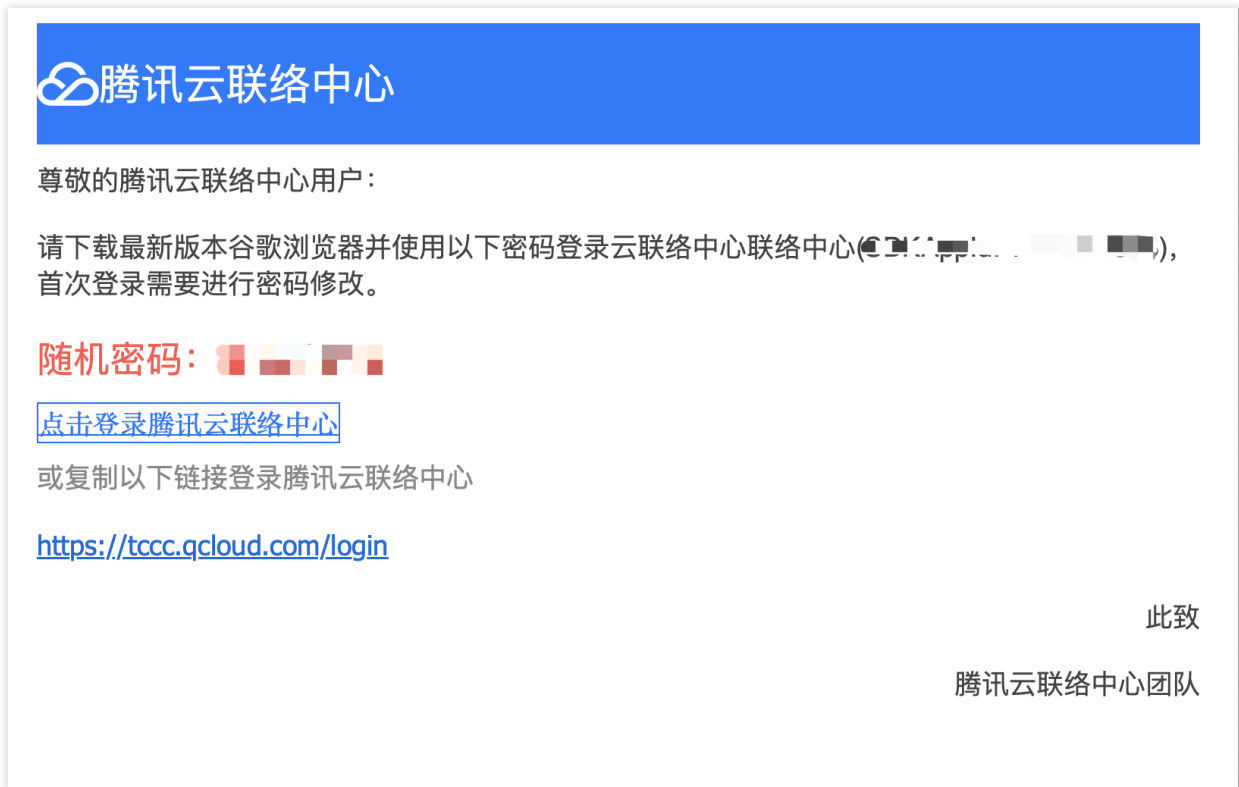 腾讯云联络中心
尊敬的腾讯云联络中心用户：
请下载最新版本谷歌浏览器并使用以下密码登录云联络中心联络中心(),
首次登录需要进行密码修改。
随机密码：
点击登录腾讯云联络中心
或复制以下链接登录腾讯云联络中心
https://tccc.qcloud.com/login
此致
腾讯云联络中心团队